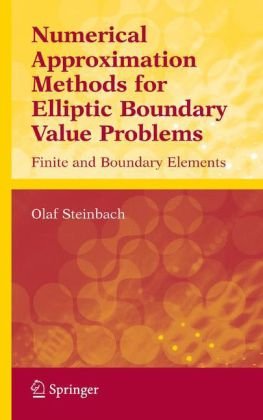 Numerical
Approximation
Methods for
Elliptic Boundary
Value Problems
Finite and Boundary Elements
Olaf Steinbach
Springer